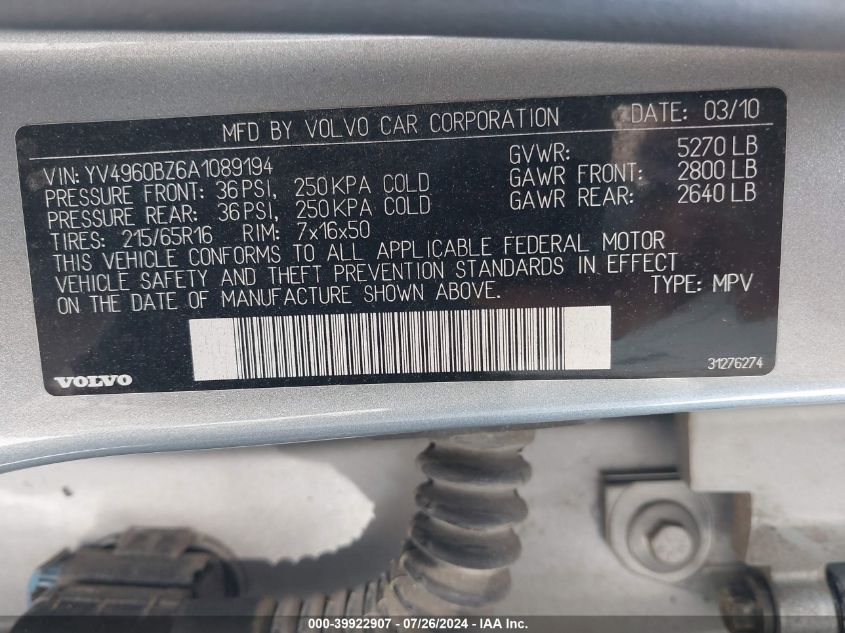 MFD BY VOLVO CAR CORPORATION DATE: 03/10
VIN: YV4960BZ6A1089194 GVWR: 5270 LB
PRESSURE FRONT: 36 PSI, 250 KPA COLD GAWR FRONT: 2800 LB
PRESSURE REAR: 36 PSI, 250 KPA COLD GAWR REAR: 2640 LB
TIRES: 215/65R16 RIM: 7x16x50
THIS VEHICLE CONFORMS TO ALL APPLICABLE FEDERAL MOTOR
VEHICLE SAFETY AND THEFT PREVENTION STANDARDS IN EFFECT
ON THE DATE OF MANUFACTURE SHOWN ABOVE. TYPE: MPV
VOLVO 31276274
000-39922907 - 07/26/2024 - IAA Inc.